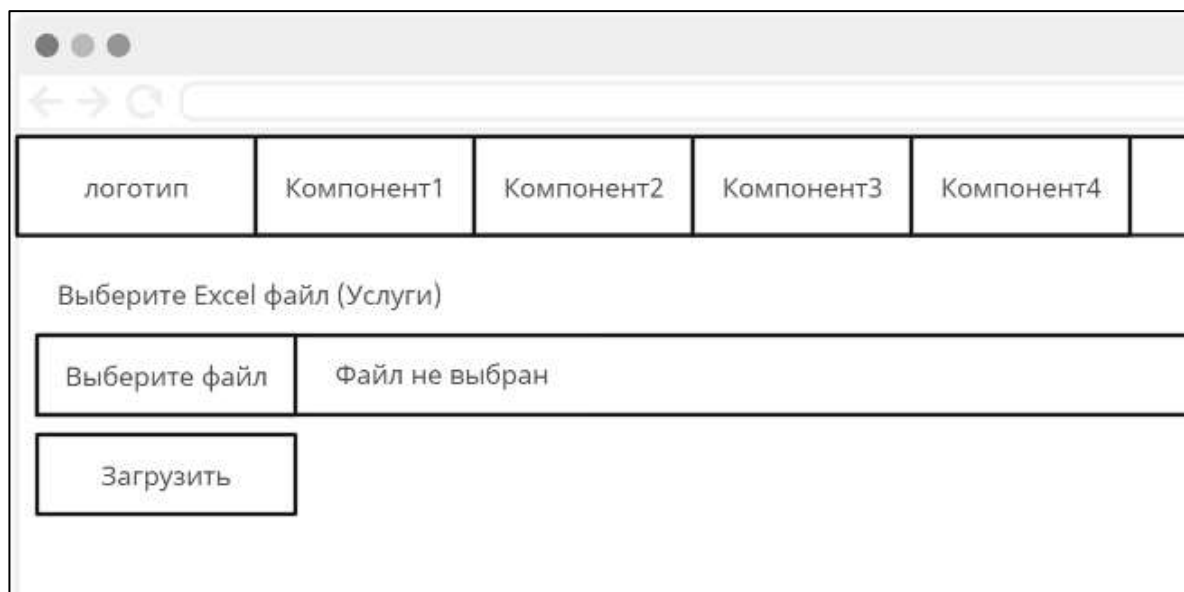 логотип Компонент1 Компонент2 Компонент3 Компонент4
Выберите Excel файл (Услуги)
Выберите файл Файл не выбран
Загрузить